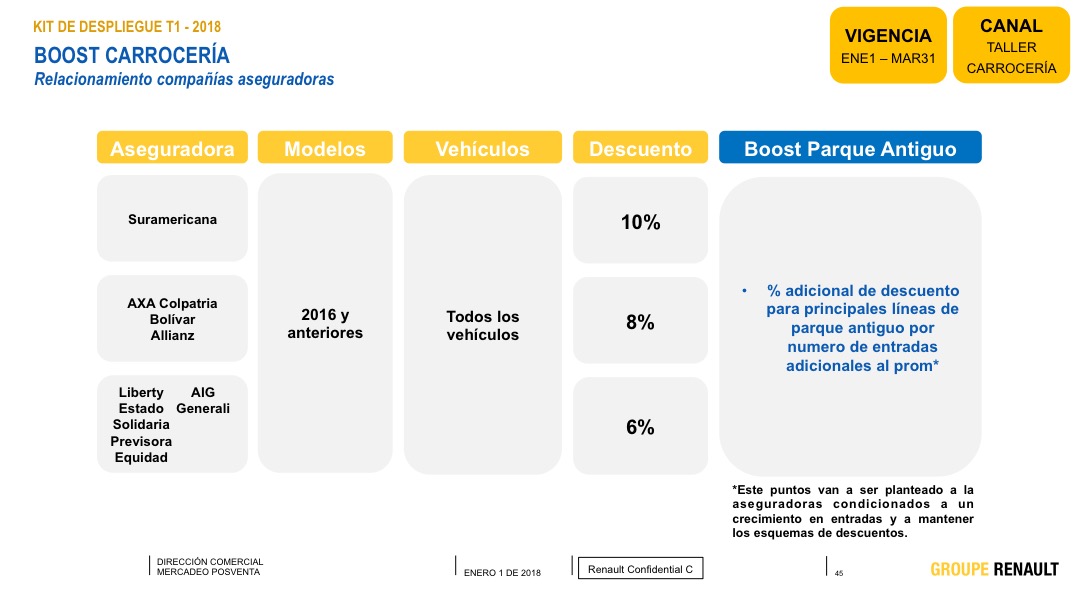 KIT DE DESPLIEGUE T1 - 2018
BOOST CARROCERÍA
Relacionamiento compañías aseguradoras
VIGENCIA
ENE1 – MAR31
CANAL
TALLER
CARROCERÍA
Aseguradora
Modelos
Vehículos
Descuento
Boost Parque Antiguo
Suramericana
AXA Colpatria
Bolívar
Allianz
Liberty AIG
Estado Generali
Solidaria
Previsora
Equidad
2016 y
anteriores
Todos los
vehículos
10%
8%
6%
• % adicional de descuento
para principales líneas de
parque antiguo por
numero de entradas
adicionales al prom*
*Este puntos van a ser planteado a la
aseguradoras condicionados a un
crecimiento en entradas y a mantener
los esquemas de descuentos.
DIRECCIÓN COMERCIAL
MERCADEO POSVENTA
ENERO 1 DE 2018
Renault Confidential C
45
GROUPE RENAULT